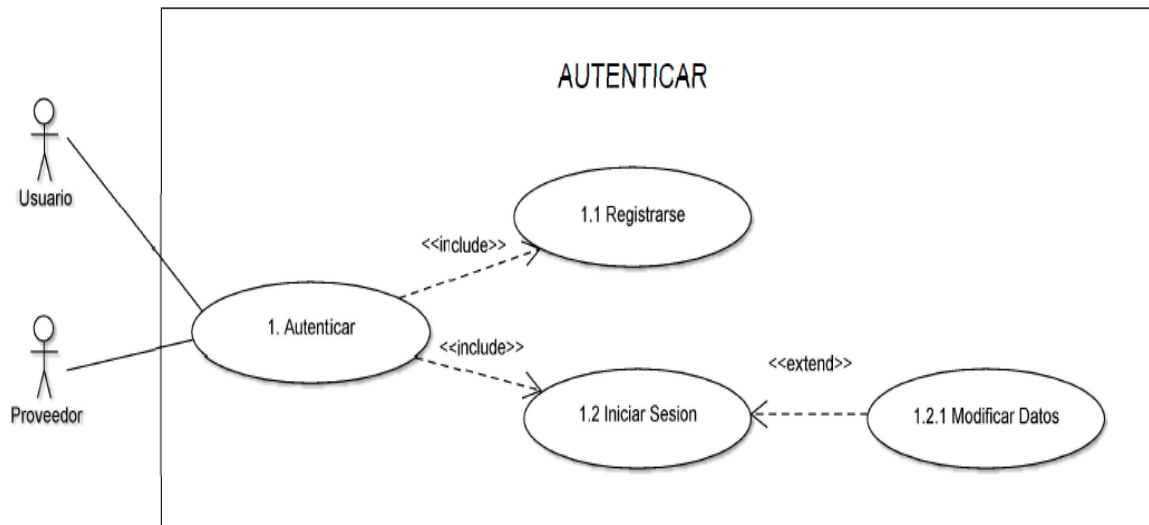 AUTENTICAR
Usuario
1.1 Registrarse
<<include>>
1. Autenticar
<<include>>
<<extend>>
Proveedor
1.2 Iniciar Sesion
1.2.1 Modificar Datos